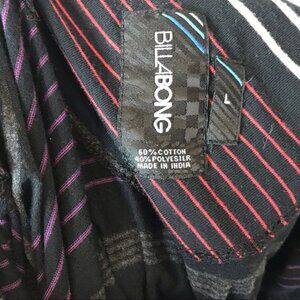 BILLABONG
L
60% COTTON
40% POLYESTER
MADE IN INDIA